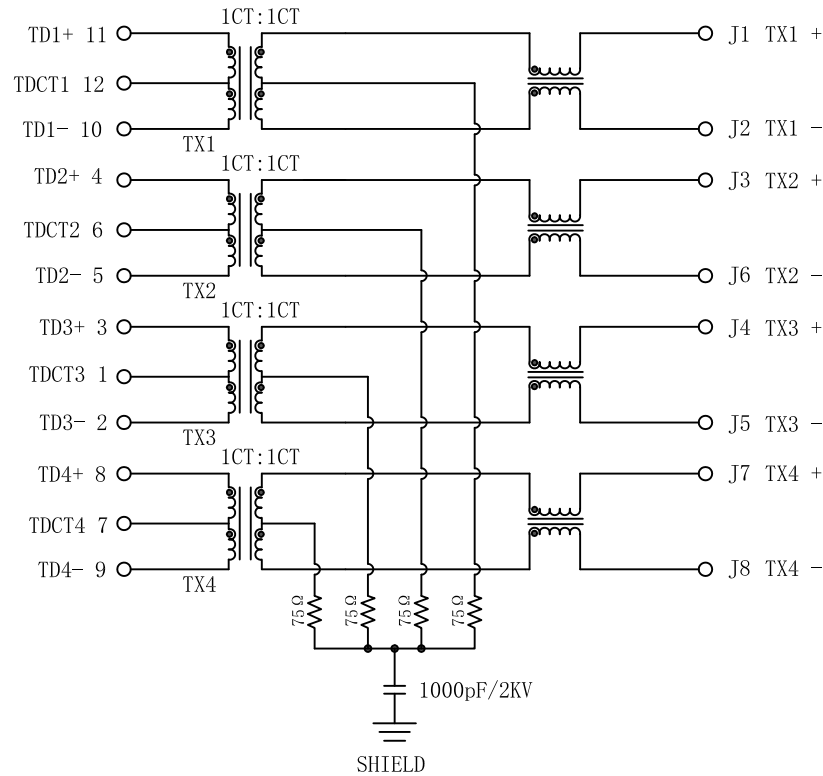 1CT:1CT
TD1+ 11
J1 TX1 +
TDCT1 12
TD1- 10
J2 TX1 -
TX1
1CT:1CT
TD2+ 4
J3 TX2 +
TDCT2 6
TD2- 5
J6 TX2 -
TX2
1CT:1CT
TD3+ 3
J4 TX3 +
TDCT3 1
TD3- 2
J5 TX3 -
TX3
1CT:1CT
TD4+ 8
J7 TX4 +
TDCT4 7
TD4- 9
J8 TX4 -
TX4
75Ω
75Ω
75Ω
75Ω
1000pF/2KV
SHIELD